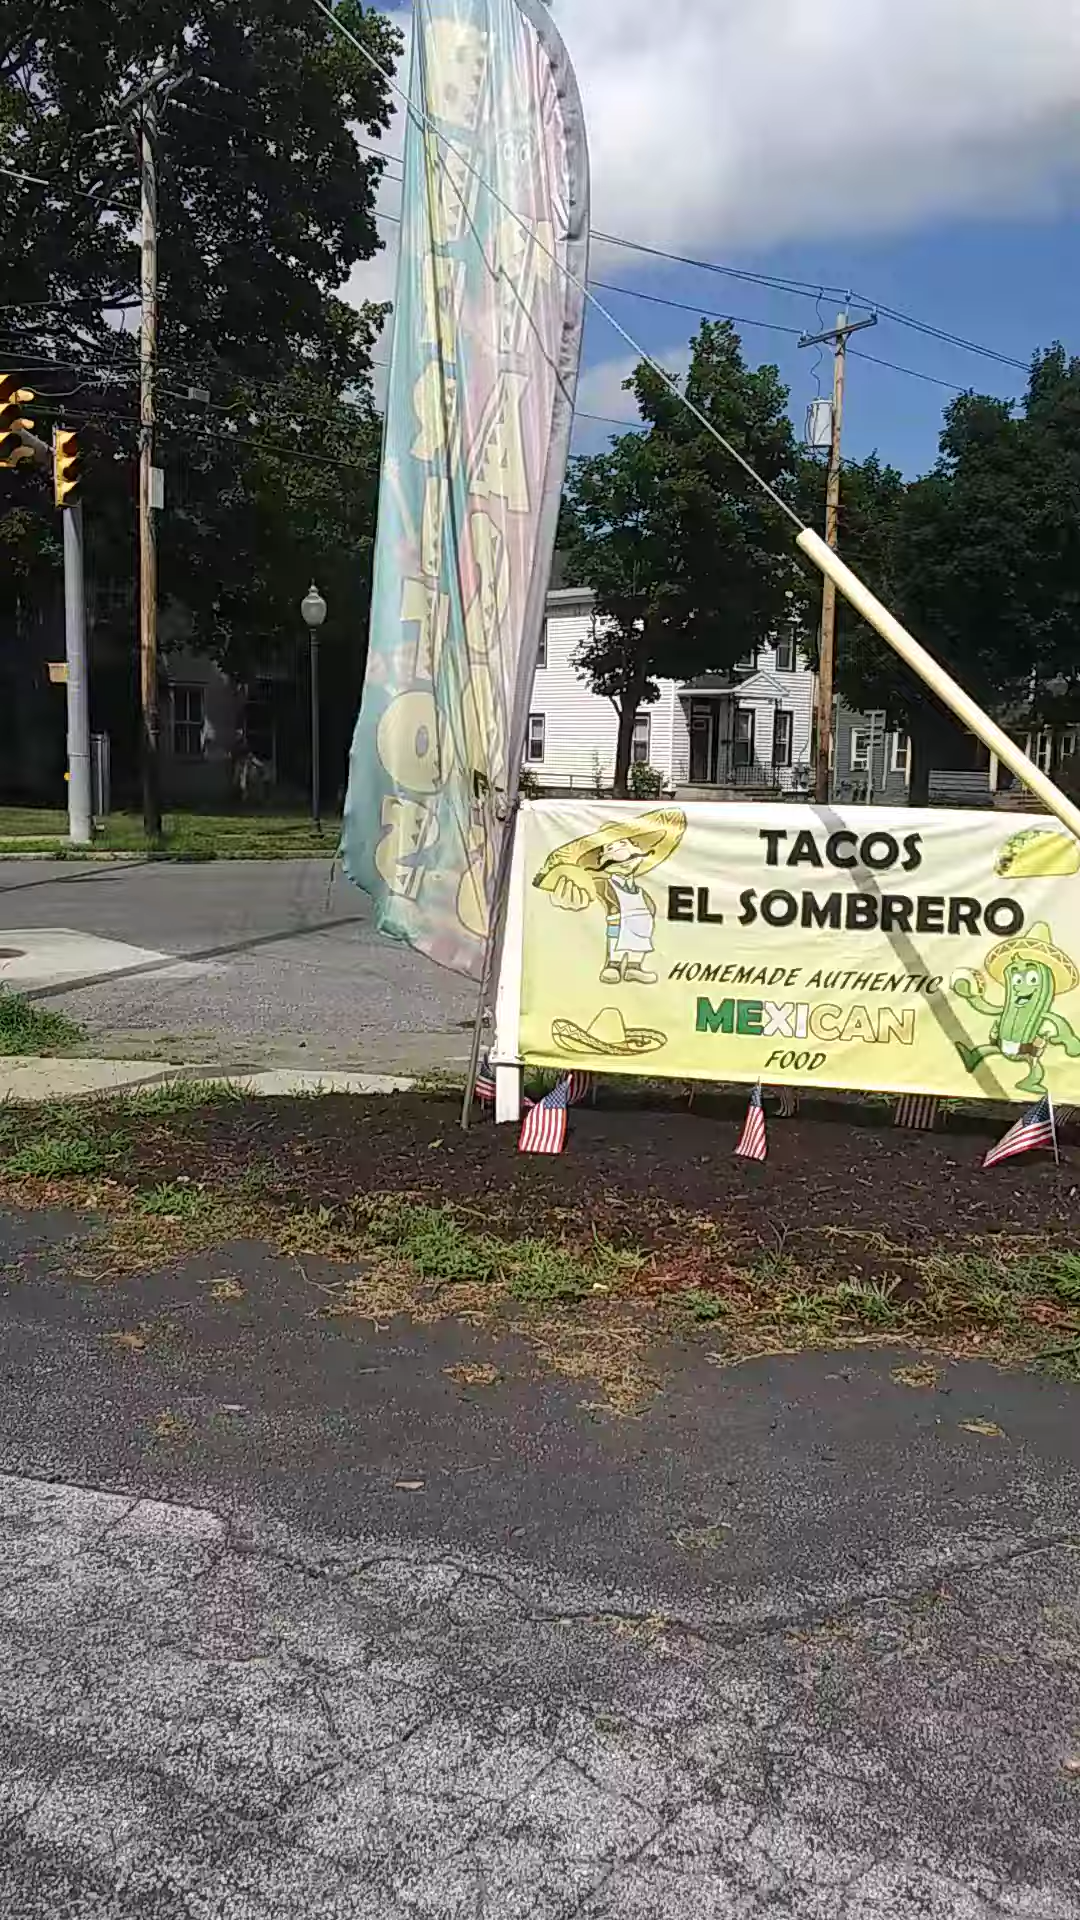 TACOS
EL SOMBRERO
HOMEMADE AUTHENTIC
MEXICAN
FOOD